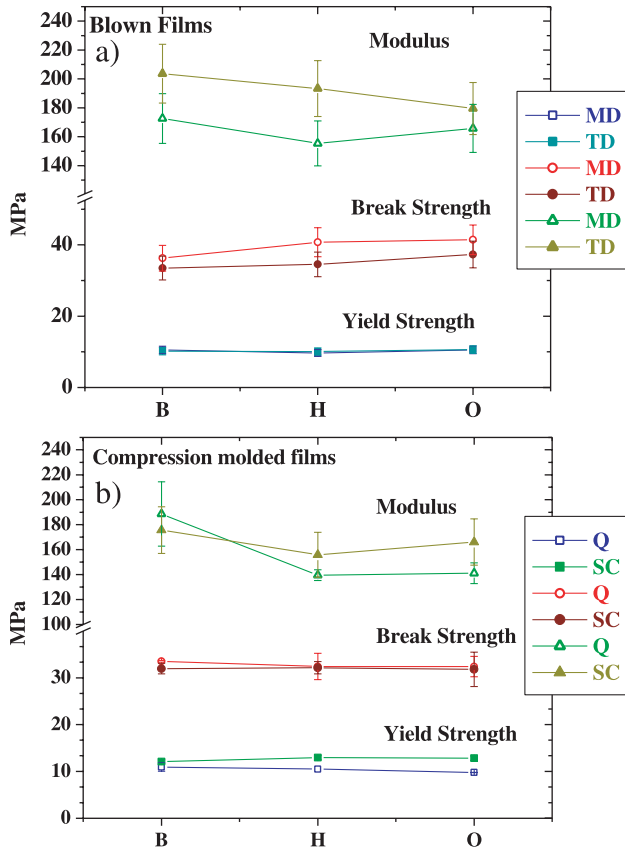 Blown Films
a)
Modulus
Break Strength
Yield Strength
MPa
240
220
200
180
160
140
40
20
0
B H O
MD
TD
MD
TD
MD
TD
Compression molded films
b)
Modulus
Break Strength
Yield Strength
MPa
240
220
200
180
160
140
120
100
30
20
10
0
B H O
Q
SC
Q
SC
Q
SC